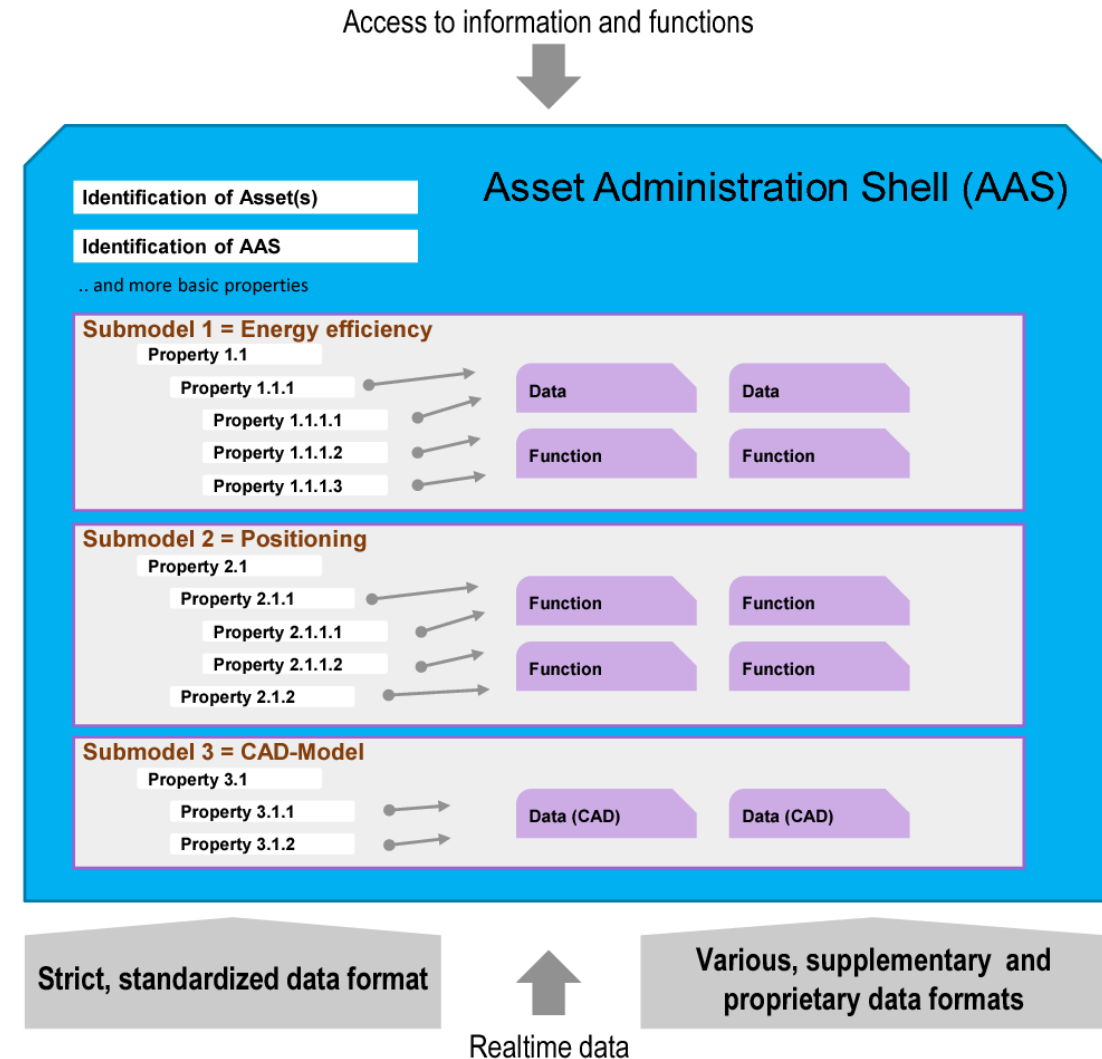 Access to information and functions
Asset Administration Shell (AAS)
Identification of Asset(s)
Identification of AAS
.. and more basic properties
Submodel 1 = Energy efficiency
Property 1.1
Property 1.1.1
Property 1.1.1.1
Property 1.1.1.2
Property 1.1.1.3
Data
Data
Function
Function
Submodel 2 = Positioning
Property 2.1
Property 2.1.1
Property 2.1.1.1
Property 2.1.1.2
Property 2.1.2
Function
Function
Function
Function
Submodel 3 = CAD-Model
Property 3.1
Property 3.1.1
Property 3.1.2
Data (CAD)
Data (CAD)
Strict, standardized data format
Various, supplementary and
proprietary data formats
Realtime data